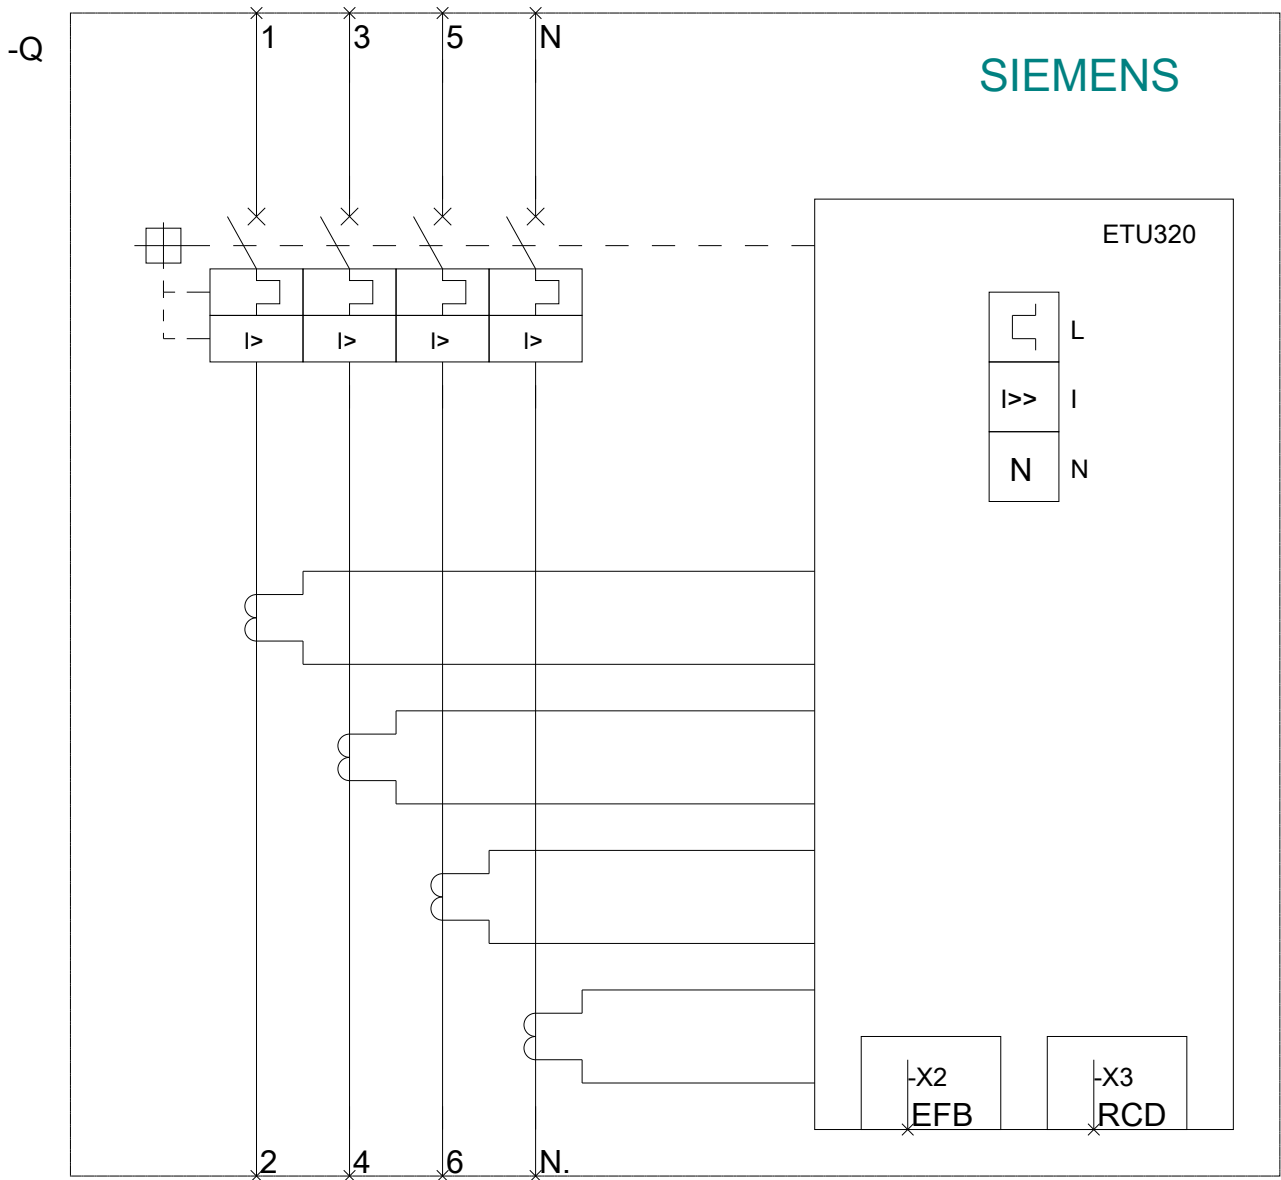 1 3 5 N
-Q
SIEMENS
ETU320
L
I> I> I> I>
I>> I
N N
-X2 -X3
EFB RCD
2 4 6 N.